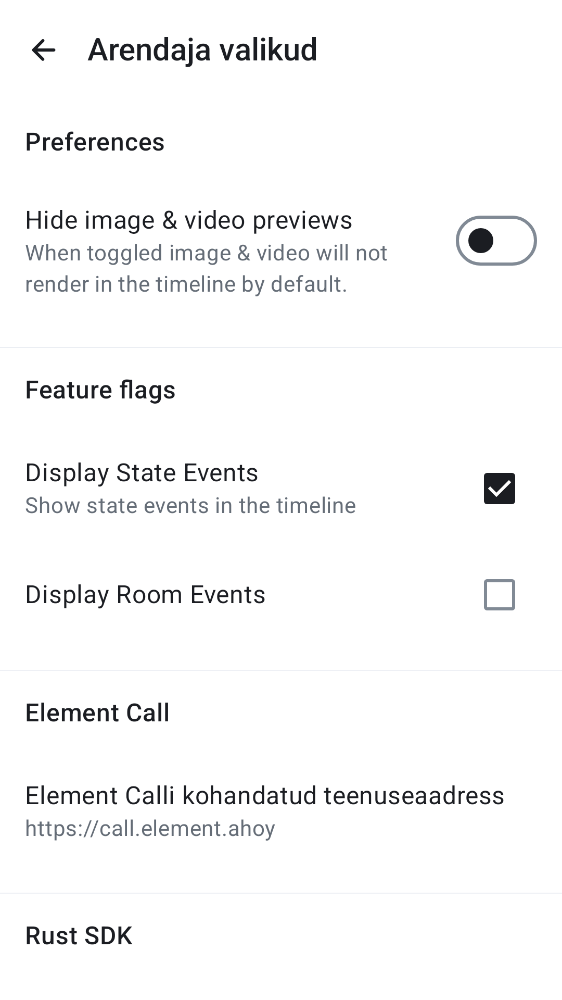 Arendaja valikud
Preferences
Hide image & video previews
When toggled image & video will not
render in the timeline by default.
Feature flags
Display State Events
Show state events in the timeline
Display Room Events
Element Call
Element Calli kohandatud teenuseaadress
https://call.element.ahoy
Rust SDK